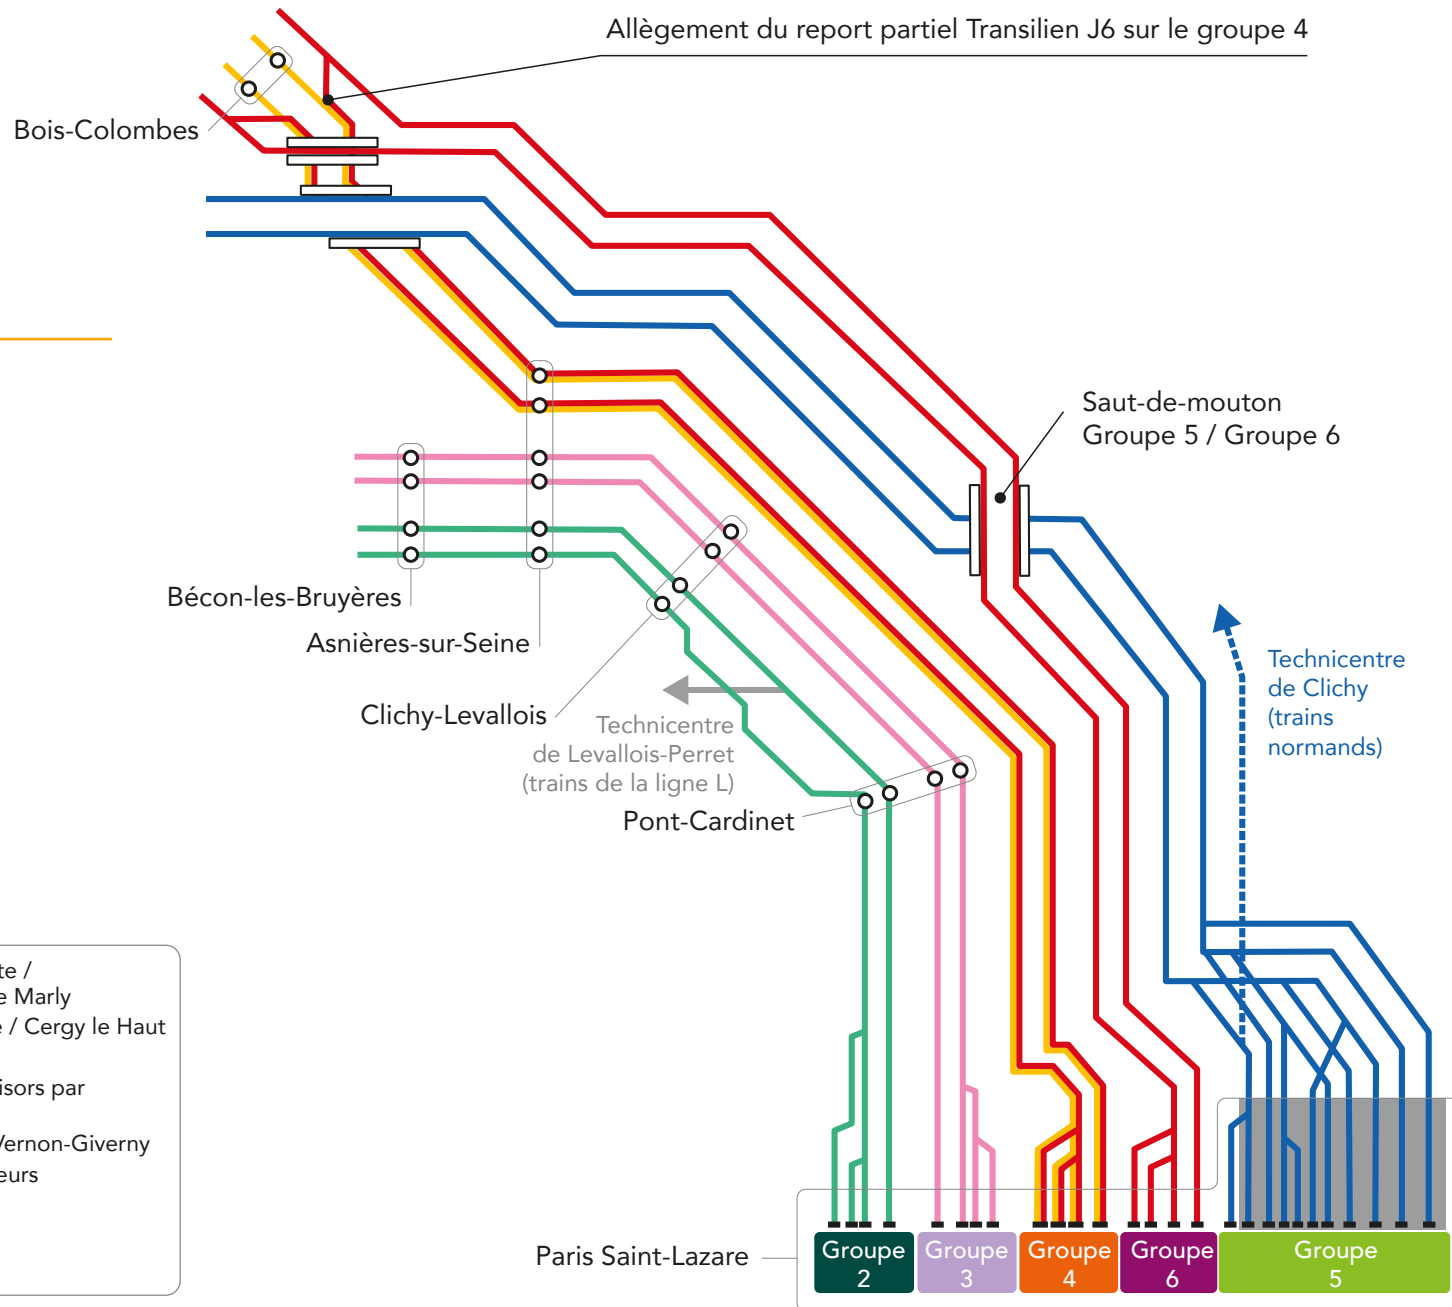 Allègement du report partiel Transilien J6 sur le groupe 4
Bois-Colombes
Saut-de-mouton
Groupe 5 / Groupe 6
Bécon-les-Bruyères
Asnières-sur-Seine
Clichy-Levallois
Technicentre
de Levallois-Perret
(trains de la ligne L)
Pont-Cardinet
Technicentre
de Clichy
(trains
normands)
te /
e Marly
e / Cergy le Haut
isors par
Vernon-Giverny
eurs
Paris Saint-Lazare
Groupe
2
Groupe
3
Groupe
4
Groupe
6
Groupe
5